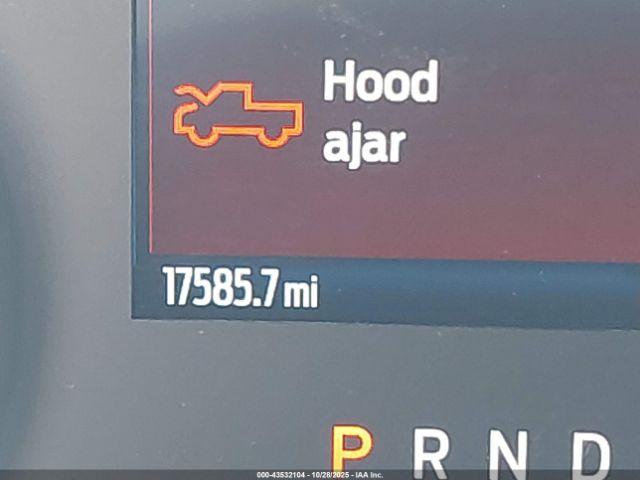 Hood
ajar
17585.7 mi
P R N D
000-43532104 - 10/28/2025 - IAA Inc.